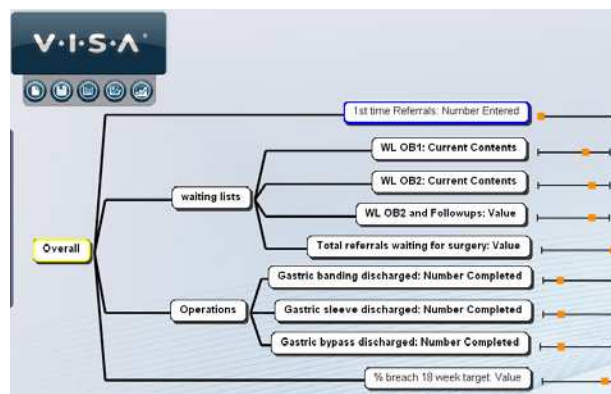 V·I·S·A
1st time Referrals: Number Entered
WL OB1: Current Contents
WL OB2: Current Contents
waiting lists
WL OB2 and Followups: Value
Overall
Total referrals waiting for surgery: Value
Gastric banding discharged: Number Completed
Operations
Gastric sleeve discharged: Number Completed
Gastric bypass discharged: Number Completed
% breach 18 week target: Value